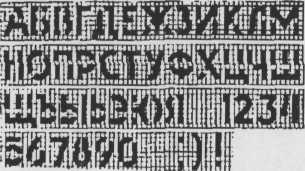 АБВГДЕЖЗИКЛМ
НОПРСТУФХЦЧШ
ЩЪЫЬЭЮЯ 1234
567890 :)!